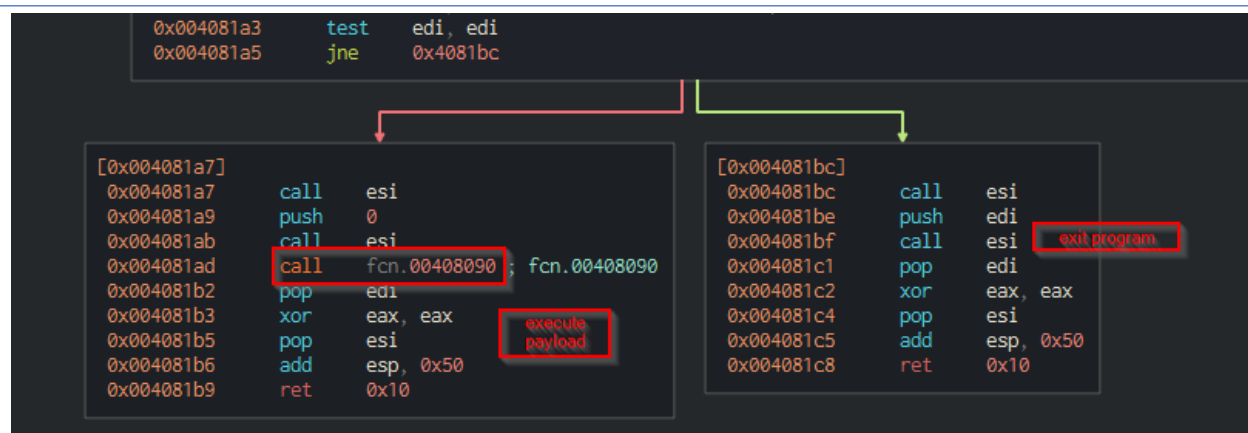 0x004081a3 test edi, edi
0x004081a5 jne 0x4081bc
[0x004081a7]
0x004081a7 call esi
0x004081a9 push 0
0x004081ab call esi
0x004081ad call fcn.00408090 ; fcn.00408090
0x004081b2 pop edi
0x004081b3 xor eax, eax
0x004081b5 pop esi
0x004081b6 add esp, 0x50
0x004081b9 ret 0x10
execute
payload
[0x004081bc]
0x004081bc call esi
0x004081be push edi
0x004081bf call esi
0x004081c1 pop edi
0x004081c2 xor eax, eax
0x004081c4 pop esi
0x004081c5 add esp, 0x50
0x004081c8 ret 0x10
exit program